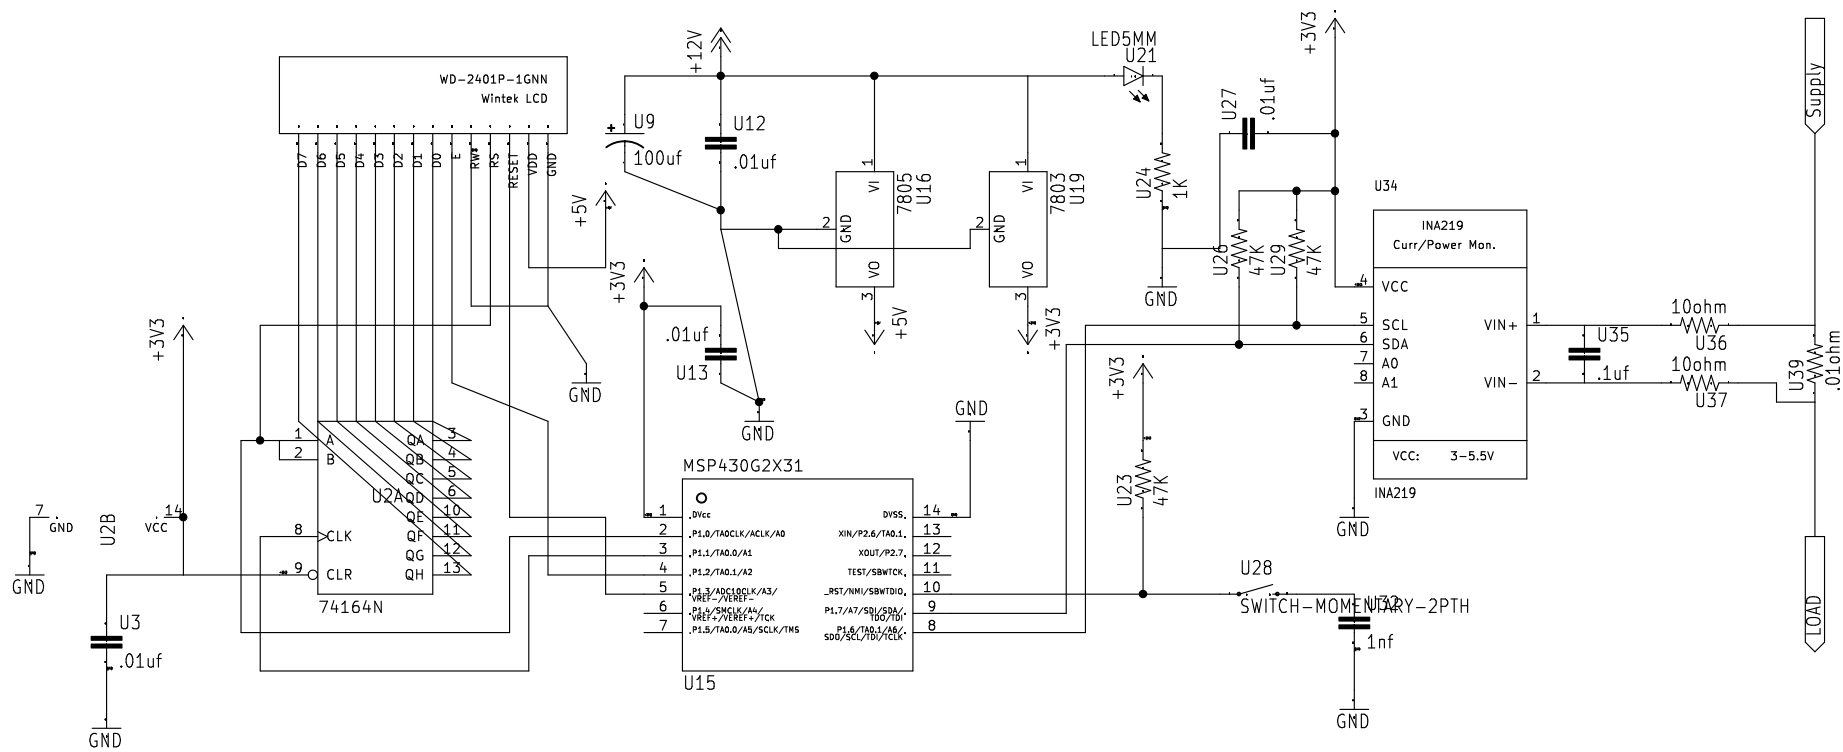 WD-2401P-1GNN
Wintek LCD
D7
D6
D5
D4
D3
D2
D1
D0
E
RW*
RS
RESET
VDD
GND
+5V
GND
+12V
U9
100uf
U12
.01uf
1
VI
7805
U16
2
GND
VO
3
+5V
1
VI
7803
U19
2
GND
VO
3
+3V3
LED5MM
U21
U24
1K
GND
U27
.01uf
+3V3
U26
47K
U29
47K
U34
INA219
Curr/Power Mon.
4
VCC
5
SCL
6
SDA
7
A0
8
A1
3
GND
VIN+
1
VIN-
2
VCC: 3-5.5V
INA219
GND
10ohm
U36
U35
.1uf
10ohm
U37
U39
.01ohm
Supply
LOAD
+3V3
.01uf
U13
GND
+3V3
7
GND
GND
U2B
14
VCC
U3
.01uf
GND
1
A
2
B
8
CLK
9
CLR
U2A
QA
3
QB
4
QC
5
QD
6
QE
10
QF
11
QG
12
QH
13
74164N
MSP430G2X31
1
DVcc
2
P1.0/TA0CLK/ACLK/A0
3
P1.1/TA0.0/A1
4
P1.2/TA0.1/A2
5
P1.3/ADC10CLK/A3/
VREF-/VEREF-
6
P1.4/SMCLK/A4/
VREF+/VEREF+/TCK
7
P1.5/TA0.0/A5/SCLK/TMS
DVSS
14
XIN/P2.6/TA0.1
13
XOUT/P2.7
12
TEST/SBWTCK
11
_RST/NMI/SBWTDIO
10
P1.7/A7/SDI/SDA/
TDO/TDI
9
P1.6/TA0.1/A6/
SDO/SCL/TDI/TCLK
8
U15
GND
+3V3
U23
47K
U28
SWITCH-MOMENTARY-2PTH
U32
1nf
GND